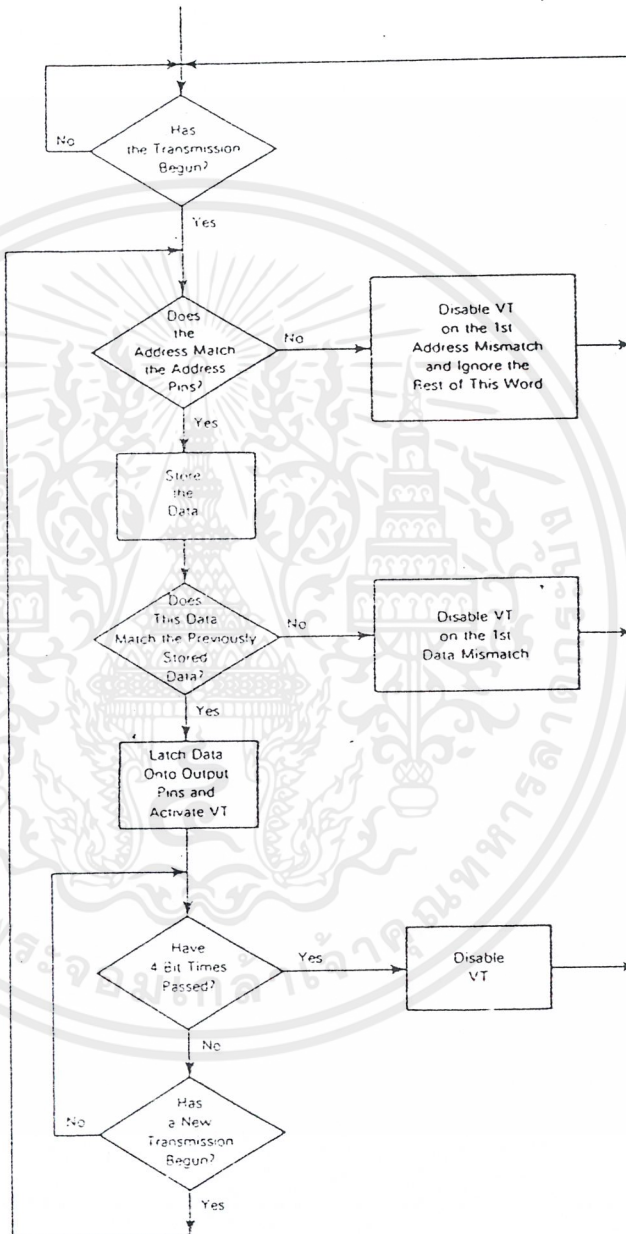 Has
the Transmission
Begun?
No
Yes
Does
the
Address Match
the Address
Pins?
No
Disable VT
on the 1st
Address Mismatch
and Ignore the
Rest of This Word
Yes
Store
the
Data
Does
This Data
Match the Previously
Stored
Data?
No
Disable VT
on the 1st
Data Mismatch
Yes
Latch Data
Onto Output
Pins and
Activate VT
Have
4 Bit Times
Passed?
Yes
Disable
VT
No
Has
a New
Transmission
Begun?
No
Yes